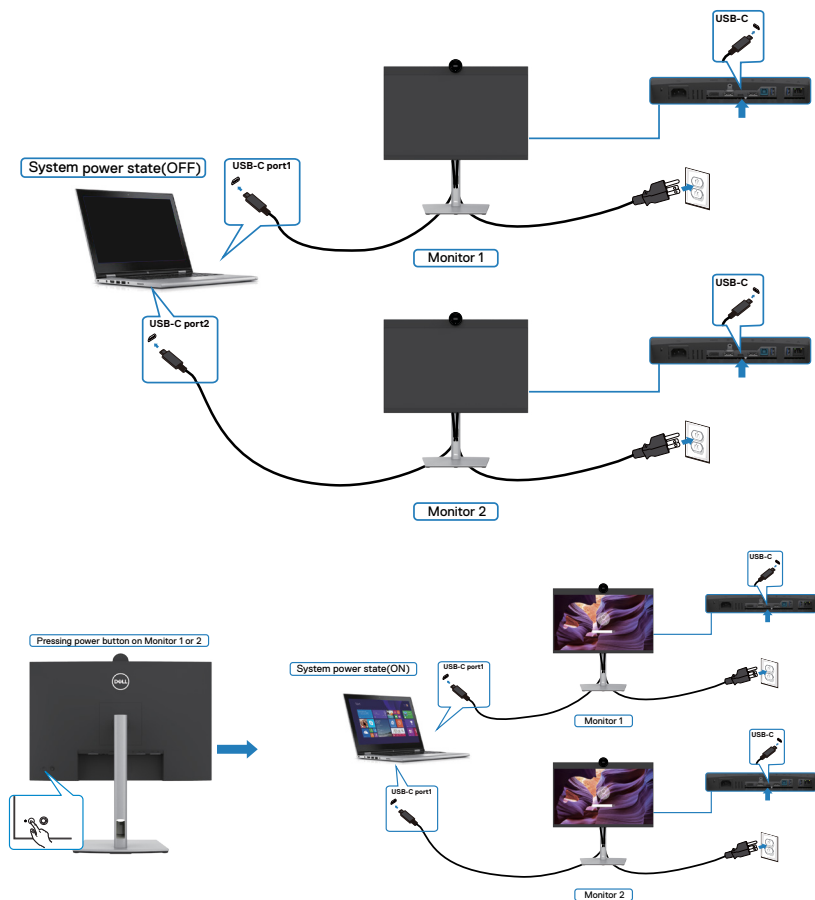 USB-C
System power state(OFF)
USB-C port1
Monitor 1
USB-C
USB-C port2
Monitor 2
USB-C
Pressing power button on Monitor 1 or 2
DELL
System power state(ON)
USB-C port1
Monitor 1
USB-C
USB-C port1
Monitor 2